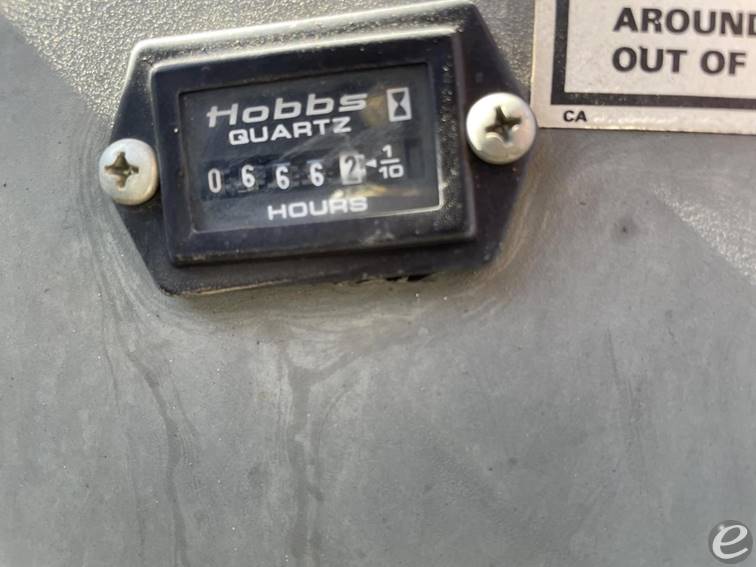 Hobbs
QUARTZ
0 6 6 6 2 1/10
HOURS
AROUND
OUT OF
CA
e